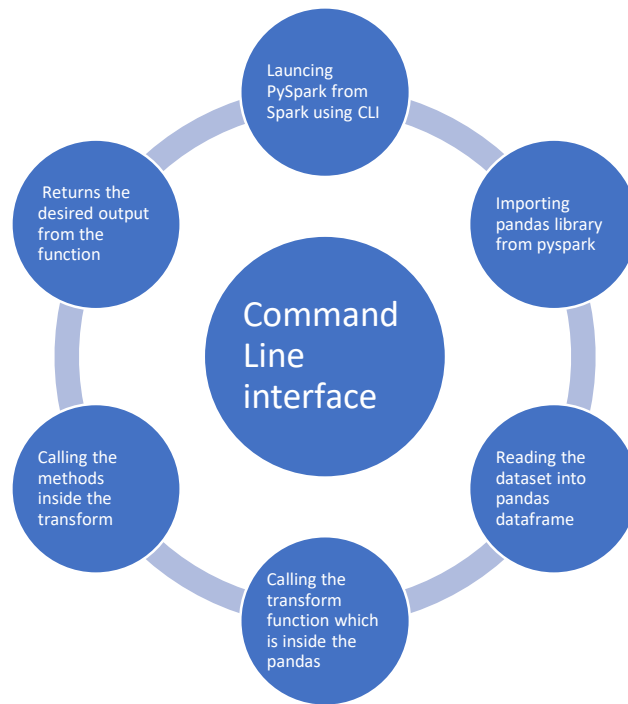 Launcing
PySpark from
Spark using CLI
Importing
pandas library
from pyspark
Reading the
dataset into
pandas
dataframe
Calling the
transform
function which
is inside the
pandas
Calling the
methods
inside the
transform
Returns the
desired output
from the
function
Command
Line
interface